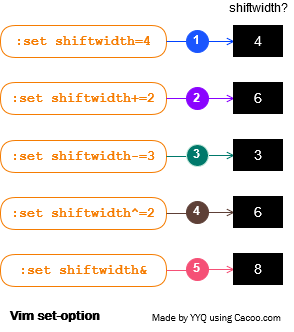 shiftwidth?
:set shiftwidth=4 1 4
:set shiftwidth+=2 2 6
:set shiftwidth-=3 3 3
:set shiftwidth^=2 4 6
:set shiftwidth& 5 8
Vim set-option Made by YYQ using Cacoo.com